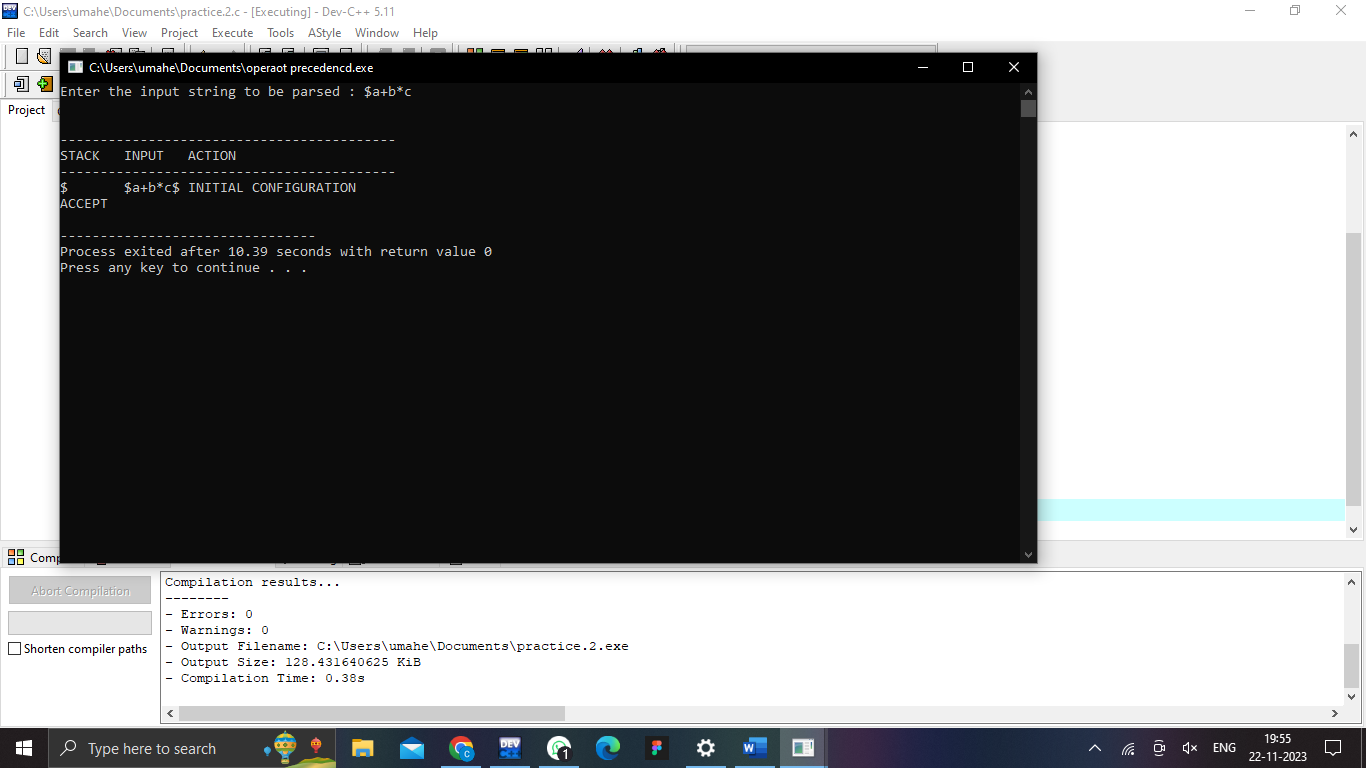 C:\Users\umahe\Documents\practice.2.c - [Executing] - Dev-C++ 5.11
File Edit Search View Project Execute Tools AStyle Window Help
C:\Users\umahe\Documents\operaot precedencd.exe
Project
Enter the input string to be parsed : $a+b*c
------------------------------------------
STACK INPUT ACTION
------------------------------------------
$ $a+b*c$ INITIAL CONFIGURATION
ACCEPT
--------------------------------
Process exited after 10.39 seconds with return value 0
Press any key to continue . . .
Abort Compilation
Shorten compiler paths
Compilation results...
--------
- Errors: 0
- Warnings: 0
- Output Filename: C:\Users\umahe\Documents\practice.2.exe
- Output Size: 128.431640625 KiB
- Compilation Time: 0.38s
Type here to search
DEV
1
ENG
19:55
22-11-2023